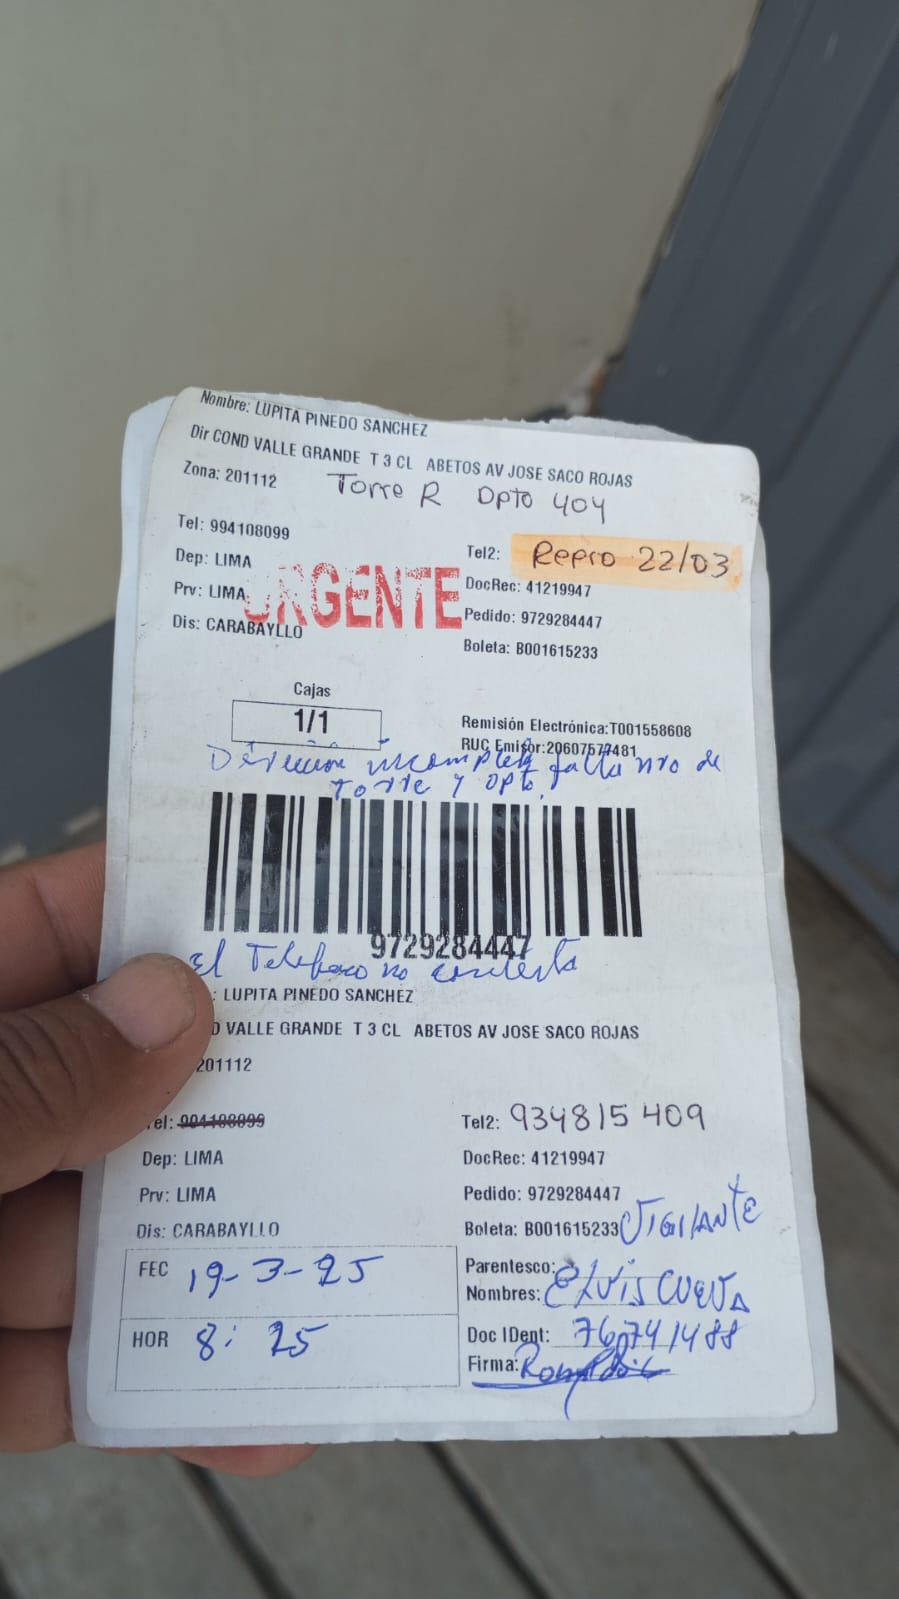 Nombre: LUPITA PINEDO SANCHEZ
Dir COND VALLE GRANDE T 3 CL ABETOS AV JOSE SACO ROJAS
Zona: 201112 Torre R Dpto 404
Tel: 994108099
Tel2: Repro 22/03
Dep: LIMA
DocRec: 41219947
Prv: LIMA
URGENTE
Pedido: 9729284447
Dis: CARABAYLLO
Boleta: B001615233
Cajas
1/1
Remisión Electrónica:T001558608
RUC Emisor:20607577481
Dirección incompleta falta nro de
Torre y Dpto.
9729284447
El Telefono no contesta
: LUPITA PINEDO SANCHEZ
D VALLE GRANDE T 3 CL ABETOS AV JOSE SACO ROJAS
201112
Tel: 994108099
Tel2: 934815 409
Dep: LIMA
DocRec: 41219947
Prv: LIMA
Pedido: 9729284447
Dis: CARABAYLLO
Boleta: B001615233
VIGILANTE
FEC 19-3-25
Parentesco:
Nombres: ELVIS CUEVA
HOR 8: 25
Doc IDent: 76741488
Firma: